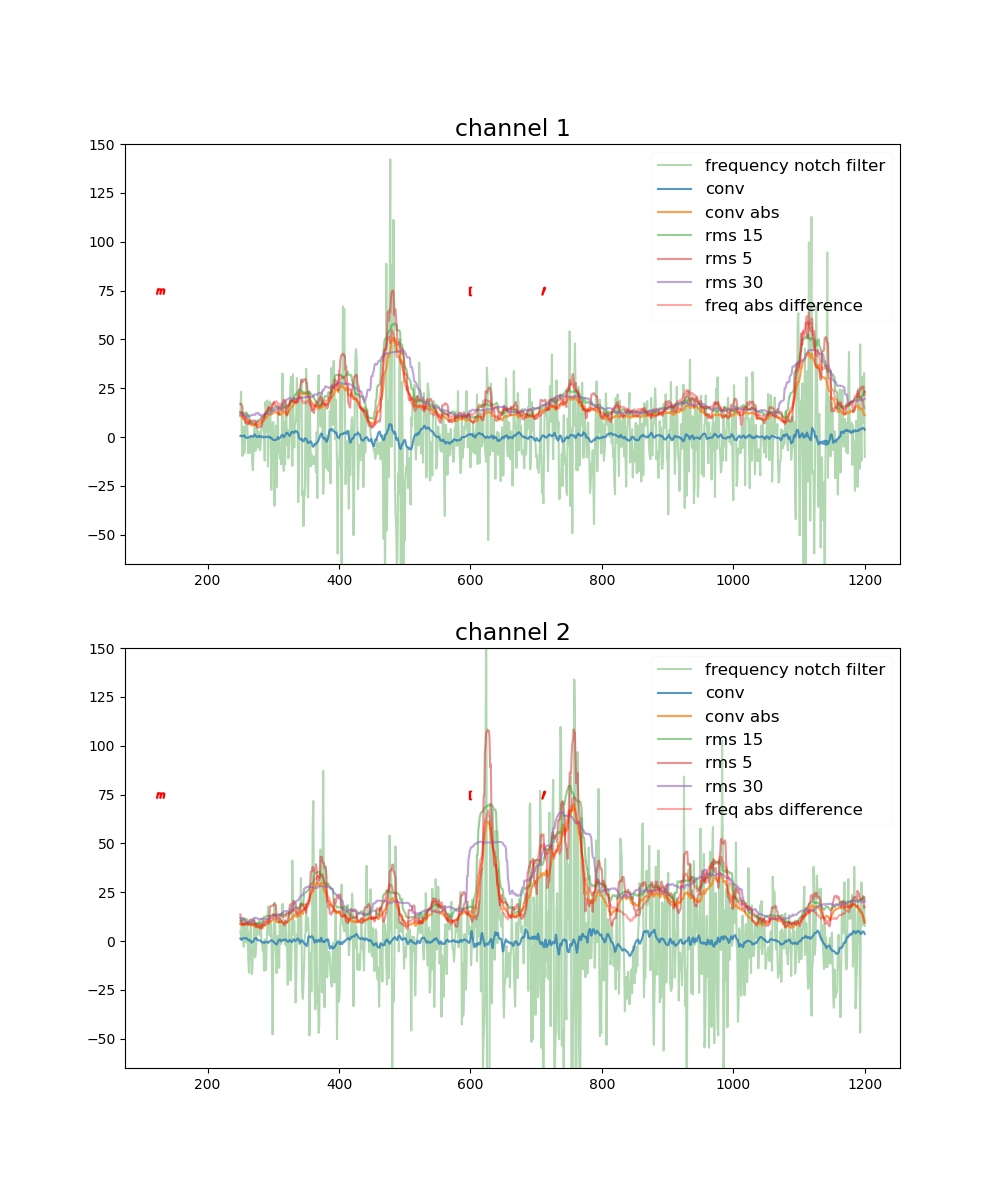 channel 1
150
125
100
75
50
25
0
−25
−50
frequency notch filter
conv
conv abs
rms 15
rms 5
rms 30
freq abs difference
m [ /
200 400 600 800 1000 1200
channel 2
150
125
100
75
50
25
0
−25
−50
frequency notch filter
conv
conv abs
rms 15
rms 5
rms 30
freq abs difference
m [ /
200 400 600 800 1000 1200